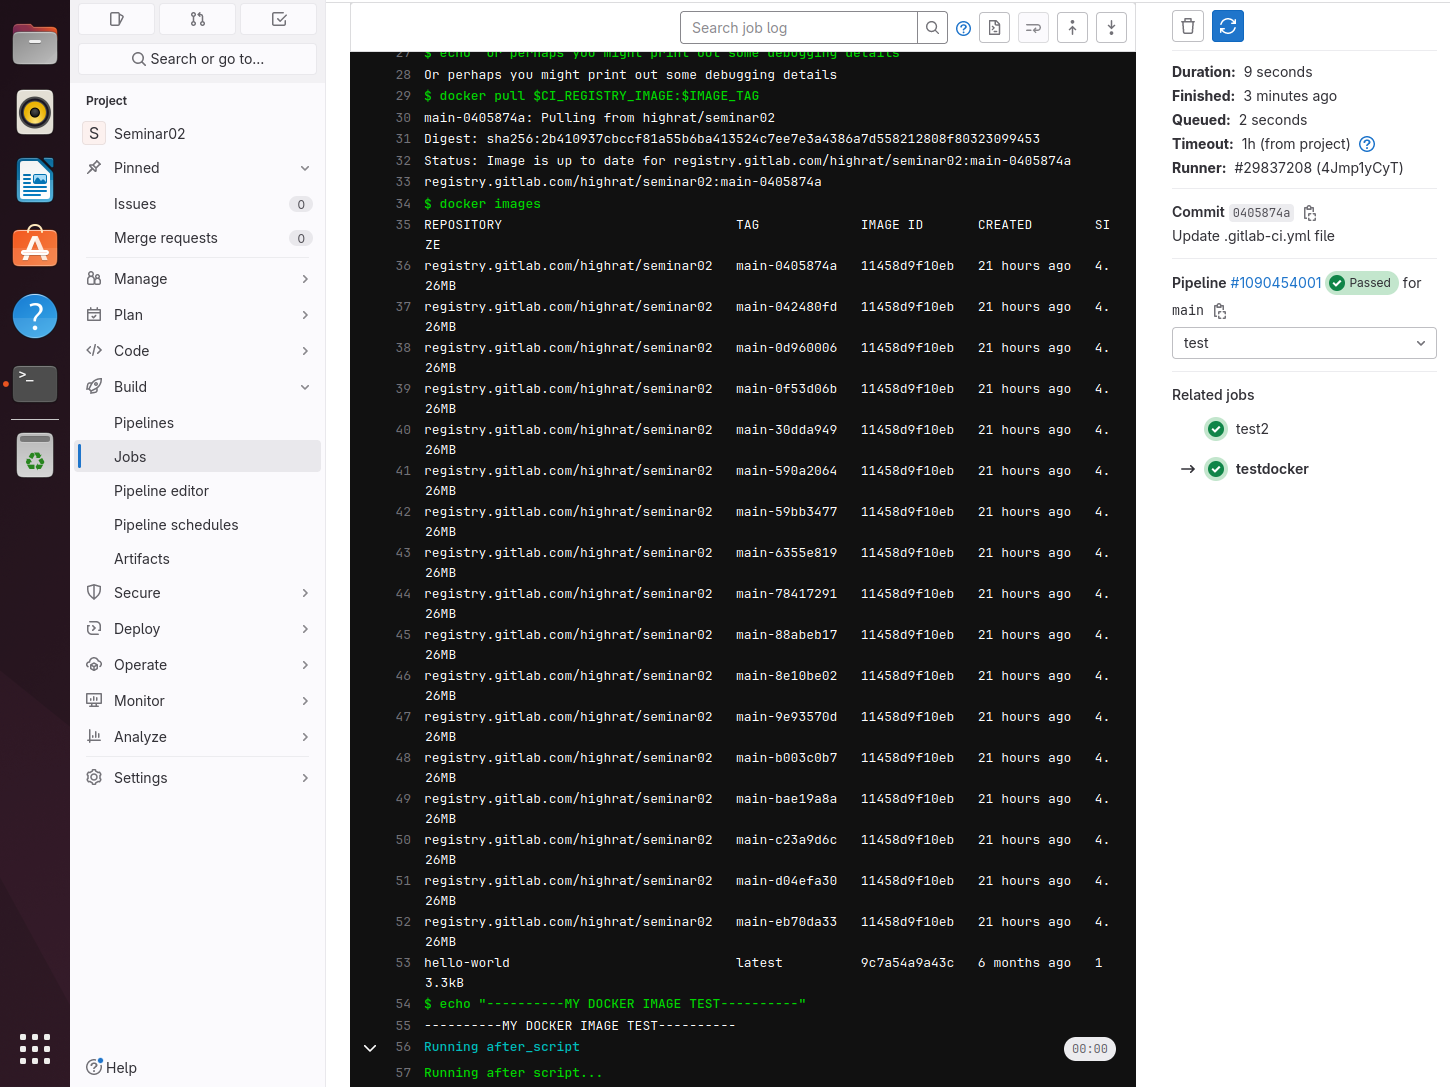 Search or go to...
Project
S Seminar02
Pinned
Issues 0
Merge requests 0
Manage
Plan
Code
Build
Pipelines
Jobs
Pipeline editor
Pipeline schedules
Artifacts
Secure
Deploy
Operate
Monitor
Analyze
Settings
Help
Search job log
27 $ echo "Or perhaps you might print out some debugging details"
28 Or perhaps you might print out some debugging details
29 $ docker pull $CI_REGISTRY_IMAGE:$IMAGE_TAG
30 main-0405874a: Pulling from highrat/seminar02
31 Digest: sha256:2b410937cbccf81a55b6ba413524c7ee7e3a4386a7d558212808f80323099453
32 Status: Image is up to date for registry.gitlab.com/highrat/seminar02:main-0405874a
33 registry.gitlab.com/highrat/seminar02:main-0405874a
34 $ docker images
35 REPOSITORY TAG IMAGE ID CREATED SI
ZE
36 registry.gitlab.com/highrat/seminar02 main-0405874a 11458d9f10eb 21 hours ago 4.
26MB
37 registry.gitlab.com/highrat/seminar02 main-042480fd 11458d9f10eb 21 hours ago 4.
26MB
38 registry.gitlab.com/highrat/seminar02 main-0d960006 11458d9f10eb 21 hours ago 4.
26MB
39 registry.gitlab.com/highrat/seminar02 main-0f53d06b 11458d9f10eb 21 hours ago 4.
26MB
40 registry.gitlab.com/highrat/seminar02 main-30dda949 11458d9f10eb 21 hours ago 4.
26MB
41 registry.gitlab.com/highrat/seminar02 main-590a2064 11458d9f10eb 21 hours ago 4.
26MB
42 registry.gitlab.com/highrat/seminar02 main-59bb3477 11458d9f10eb 21 hours ago 4.
26MB
43 registry.gitlab.com/highrat/seminar02 main-6355e819 11458d9f10eb 21 hours ago 4.
26MB
44 registry.gitlab.com/highrat/seminar02 main-78417291 11458d9f10eb 21 hours ago 4.
26MB
45 registry.gitlab.com/highrat/seminar02 main-88abeb17 11458d9f10eb 21 hours ago 4.
26MB
46 registry.gitlab.com/highrat/seminar02 main-8e10be02 11458d9f10eb 21 hours ago 4.
26MB
47 registry.gitlab.com/highrat/seminar02 main-9e93570d 11458d9f10eb 21 hours ago 4.
26MB
48 registry.gitlab.com/highrat/seminar02 main-b003c0b7 11458d9f10eb 21 hours ago 4.
26MB
49 registry.gitlab.com/highrat/seminar02 main-bae19a8a 11458d9f10eb 21 hours ago 4.
26MB
50 registry.gitlab.com/highrat/seminar02 main-c23a9d6c 11458d9f10eb 21 hours ago 4.
26MB
51 registry.gitlab.com/highrat/seminar02 main-d04efa30 11458d9f10eb 21 hours ago 4.
26MB
52 registry.gitlab.com/highrat/seminar02 main-eb70da33 11458d9f10eb 21 hours ago 4.
26MB
53 hello-world latest 9c7a54a9a43c 6 months ago 1
3.3kB
54 $ echo "----------MY DOCKER IMAGE TEST----------"
55 ----------MY DOCKER IMAGE TEST----------
56 Running after_script 00:00
57 Running after script...
Duration: 9 seconds
Finished: 3 minutes ago
Queued: 2 seconds
Timeout: 1h (from project)
Runner: #29837208 (4Jmp1yCyT)
Commit 0405874a
Update .gitlab-ci.yml file
Pipeline #1090454001 Passed for
main
test
Related jobs
test2
→ testdocker